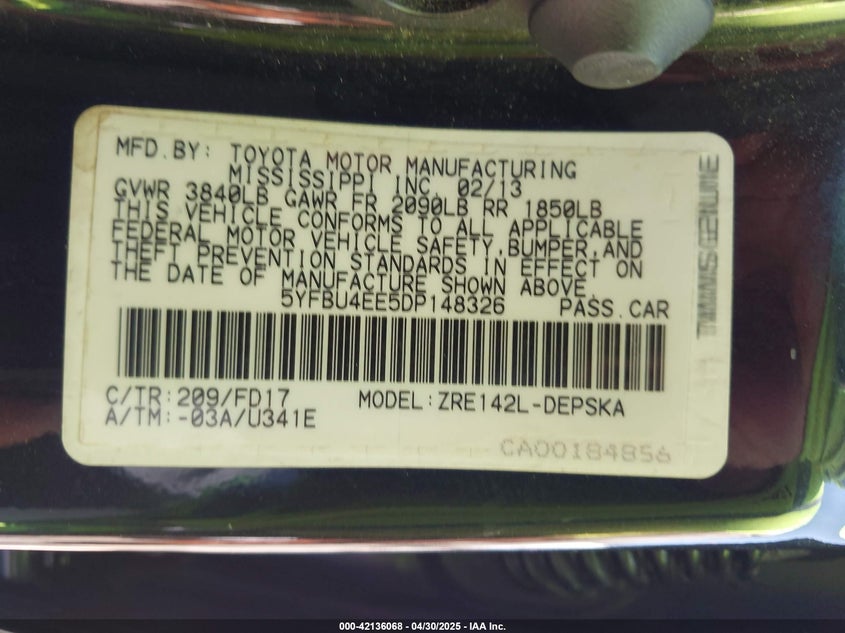 MFD.BY: TOYOTA MOTOR MANUFACTURING
MISSISSIPPI INC. 02/13
GVWR 3840LB GAWR FR 2090LB RR 1850LB
THIS VEHICLE CONFORMS TO ALL APPLICABLE
FEDERAL MOTOR VEHICLE SAFETY,BUMPER,AND
THEFT PREVENTION STANDARDS IN EFFECT ON
THE DATE OF MANUFACTURE SHOWN ABOVE.
5YFBU4EE5DP148326 PASS.CAR
C/TR:209/FD17 MODEL:ZRE142L-DEPSKA
A/TM:-03A/U341E
CA00184856
000-42136068 - 04/30/2025 - IAA Inc.